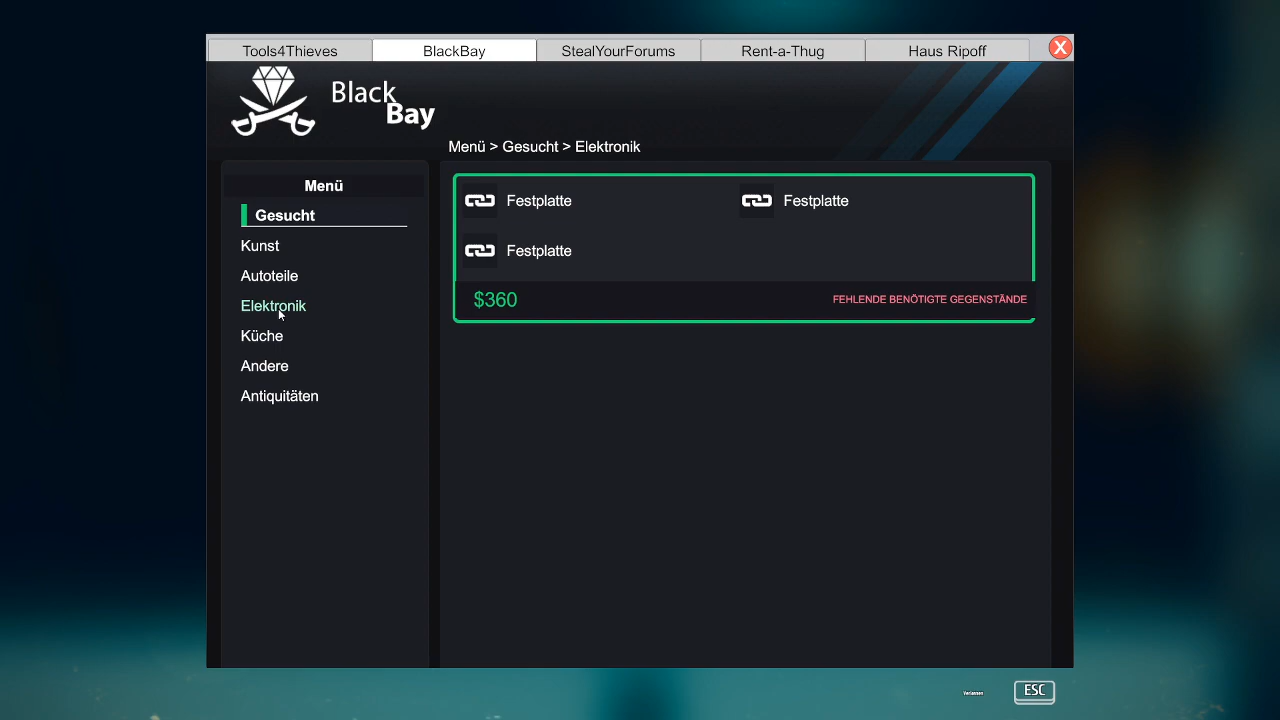 Tools4Thieves BlackBay StealYourForums Rent-a-Thug Haus Ripoff X
Black
Bay
Menü > Gesucht > Elektronik
Menü
Gesucht
Kunst
Autoteile
Elektronik
Küche
Andere
Antiquitäten
Festplatte Festplatte
Festplatte
$360 FEHLENDE BENÖTIGTE GEGENSTÄNDE
Verlassen ESC